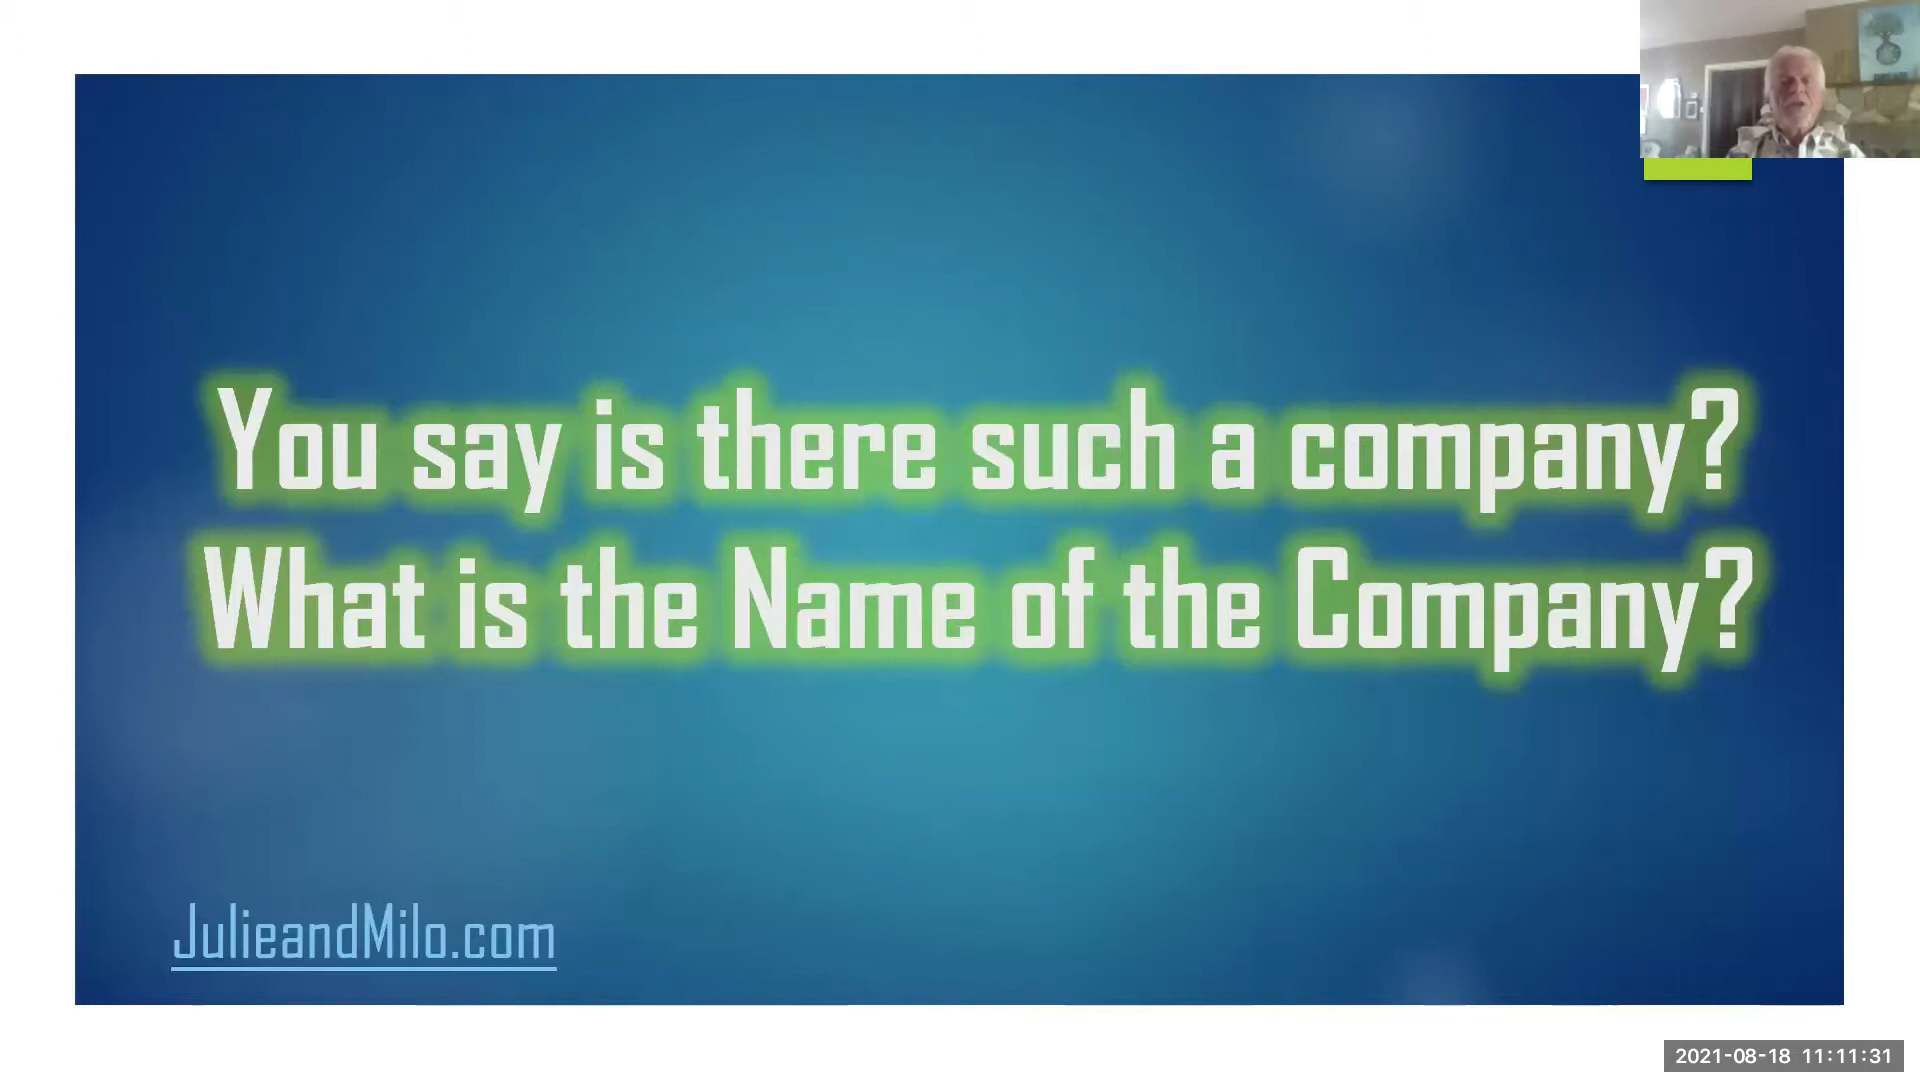 You say is there such a company?
What is the Name of the Company?
JulieandMilo.com
2021-08-18 11:11:31